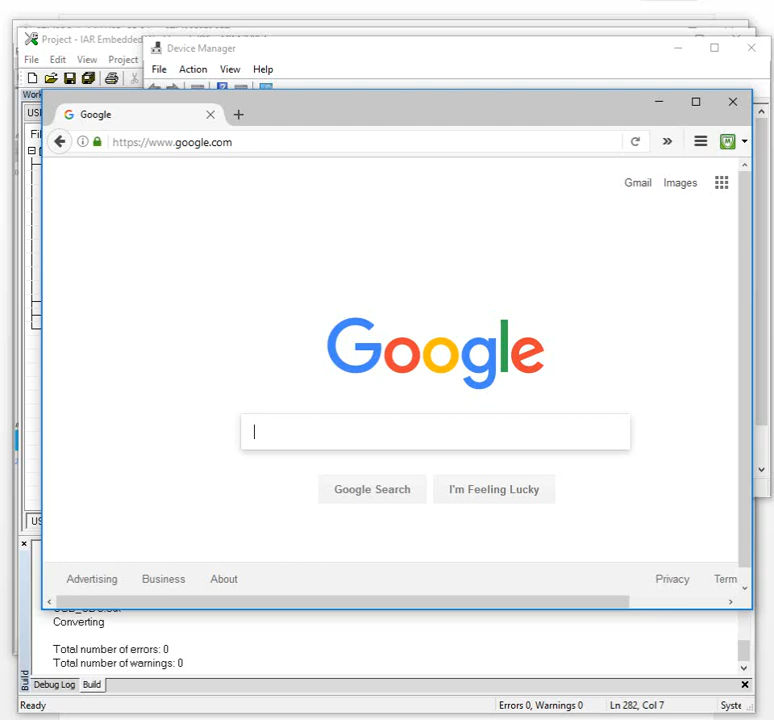 Project - IAR Embedded
Device Manager
File Edit View Project
File Action View Help
Google
https://www.google.com
Gmail Images
Google
Google Search I'm Feeling Lucky
Advertising Business About Privacy Term
Converting
Total number of errors: 0
Total number of warnings: 0
Build
Debug Log Build
Ready Errors 0, Warnings 0 Ln 282, Col 7 Syste